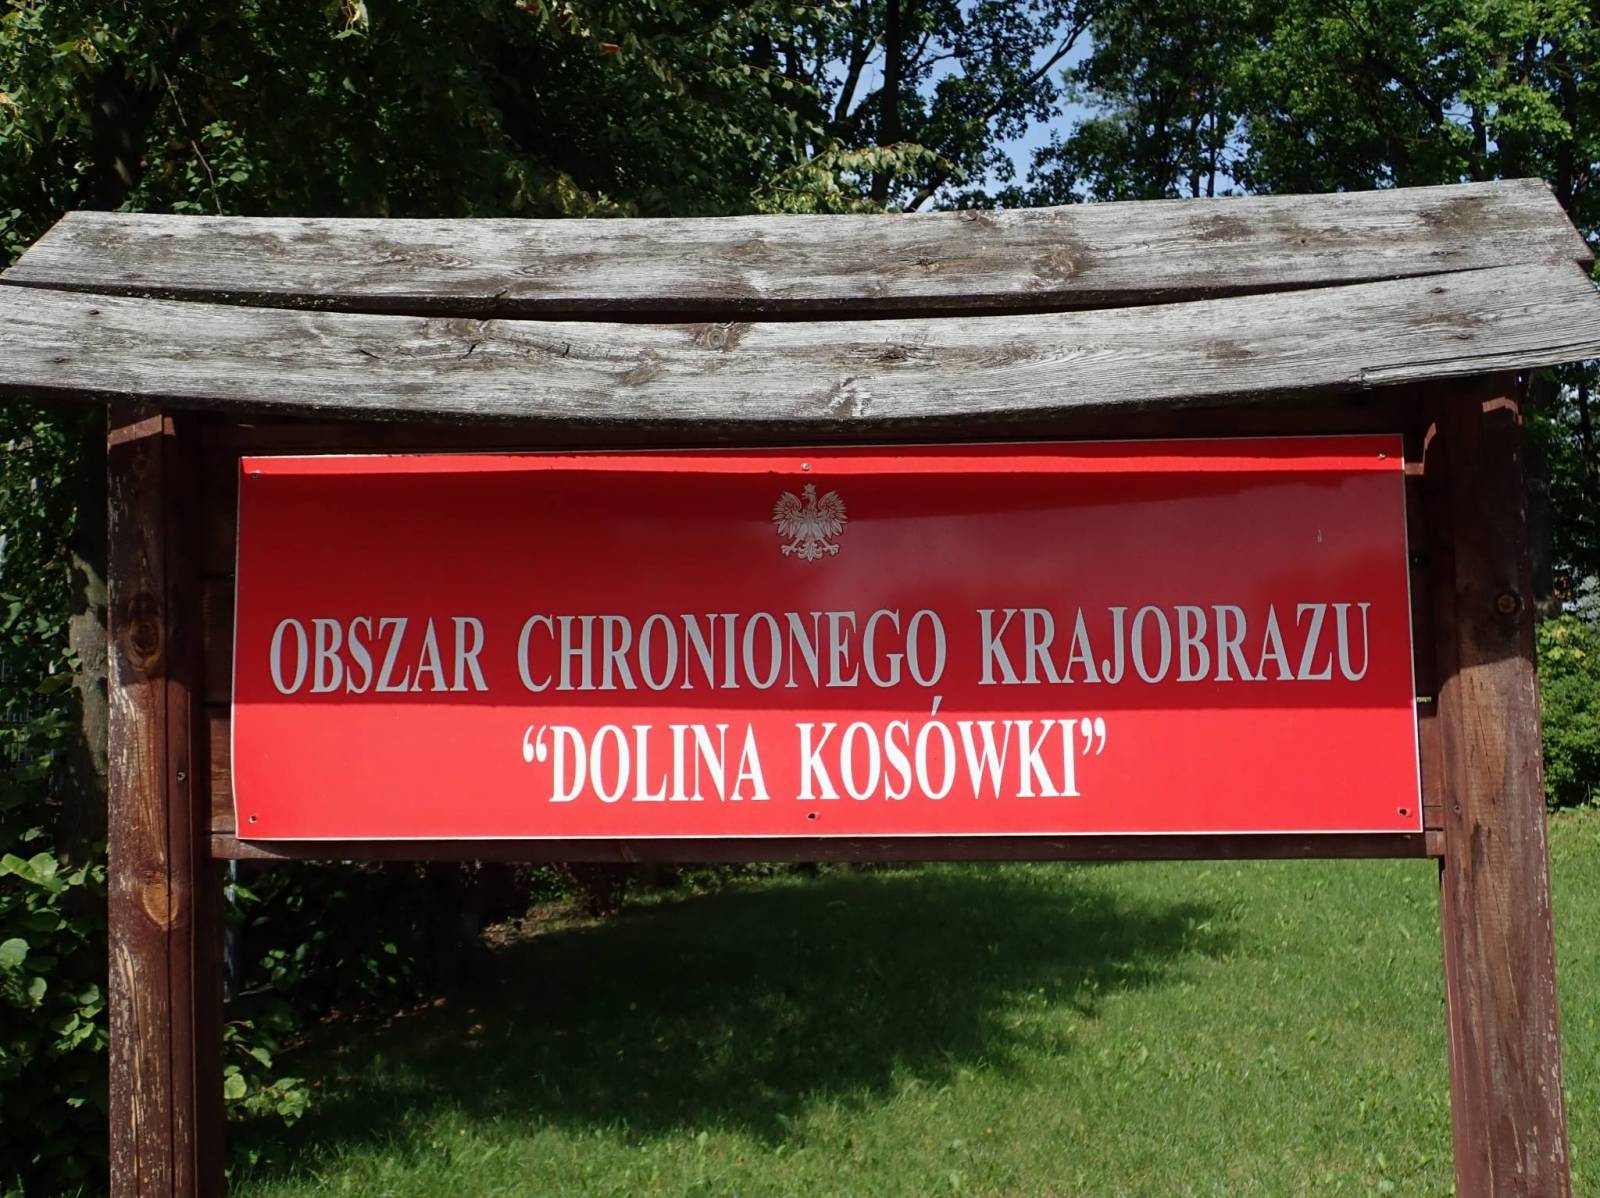 OBSZAR CHRONIONEGO KRAJOBRAZU
“DOLINA KOSÓWKI”